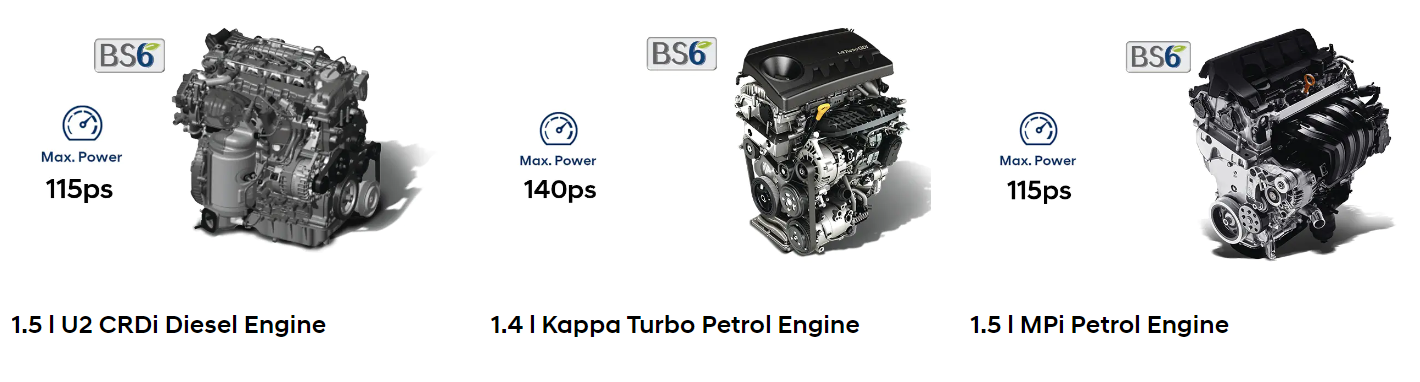 BS6
Max. Power
115ps
1.5 l U2 CRDi Diesel Engine
BS6
Max. Power
140ps
1.4 l Kappa Turbo Petrol Engine
BS6
Max. Power
115ps
1.5 l MPi Petrol Engine